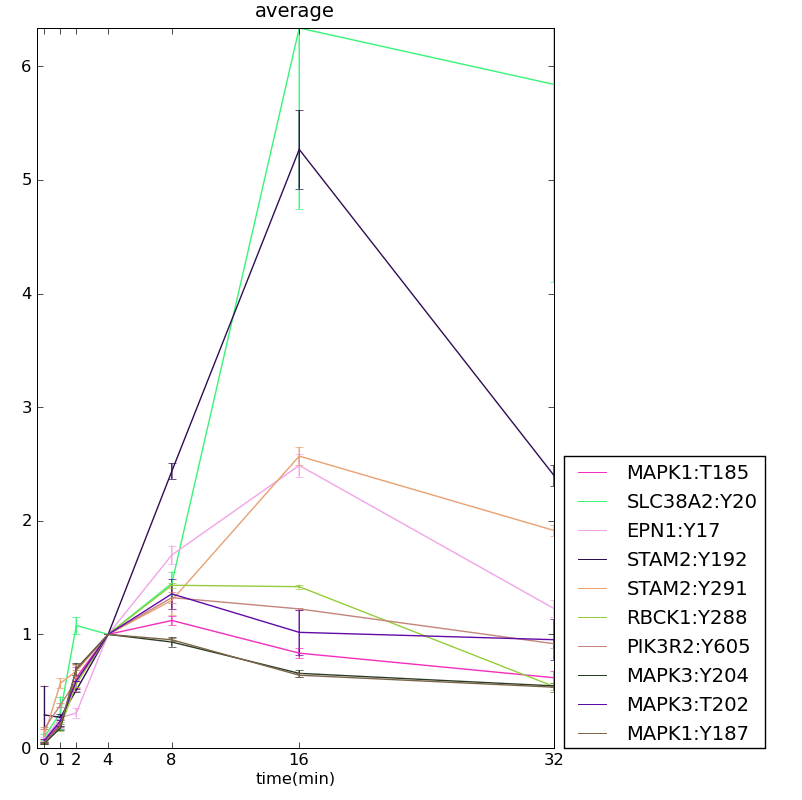 average
6
5
4
3
2
1
0
0 1 2 4 8 16 32
time(min)
MAPK1:T185
SLC38A2:Y20
EPN1:Y17
STAM2:Y192
STAM2:Y291
RBCK1:Y288
PIK3R2:Y605
MAPK3:Y204
MAPK3:T202
MAPK1:Y187